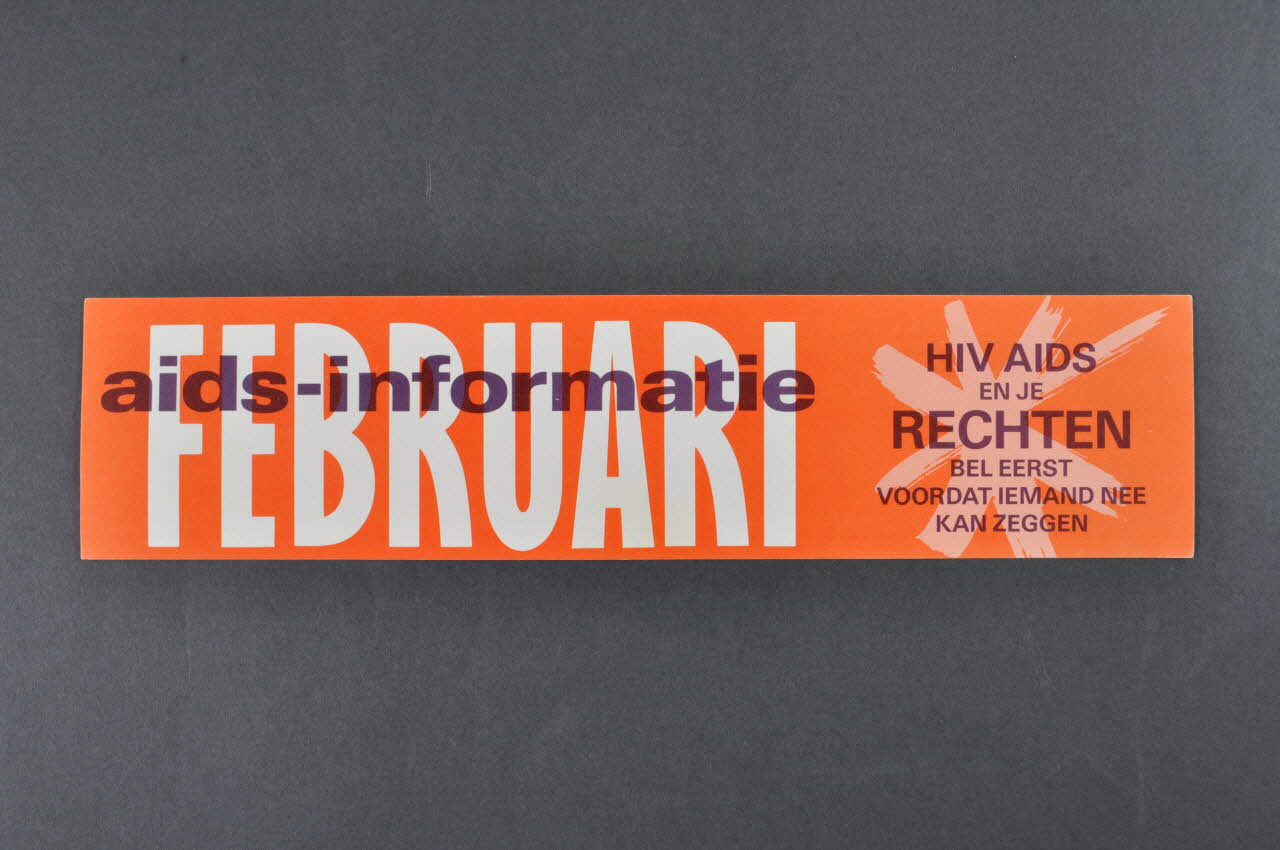 FEBRUARI
aids-informatie
HIV AIDS
EN JE
RECHTEN
BEL EERST
VOORDAT IEMAND NEE
KAN ZEGGEN